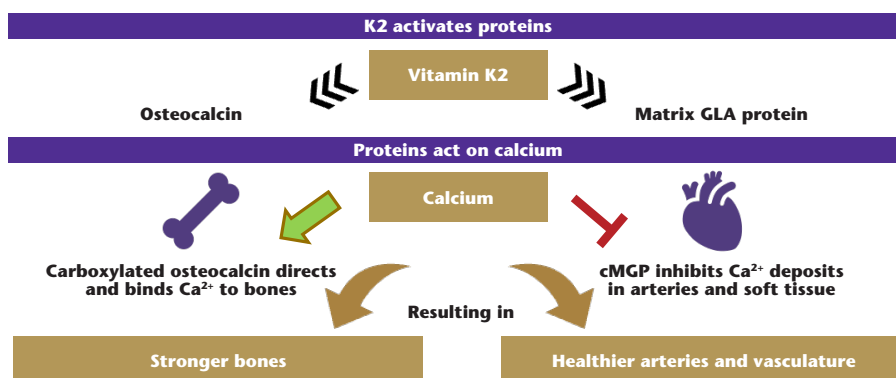 K2 activates proteins
Vitamin K2
Osteocalcin
Matrix GLA protein
Proteins act on calcium
Calcium
Carboxylated osteocalcin directs
and binds Ca²⁺ to bones
cMGP inhibits Ca²⁺ deposits
in arteries and soft tissue
Resulting in
Stronger bones
Healthier arteries and vasculature